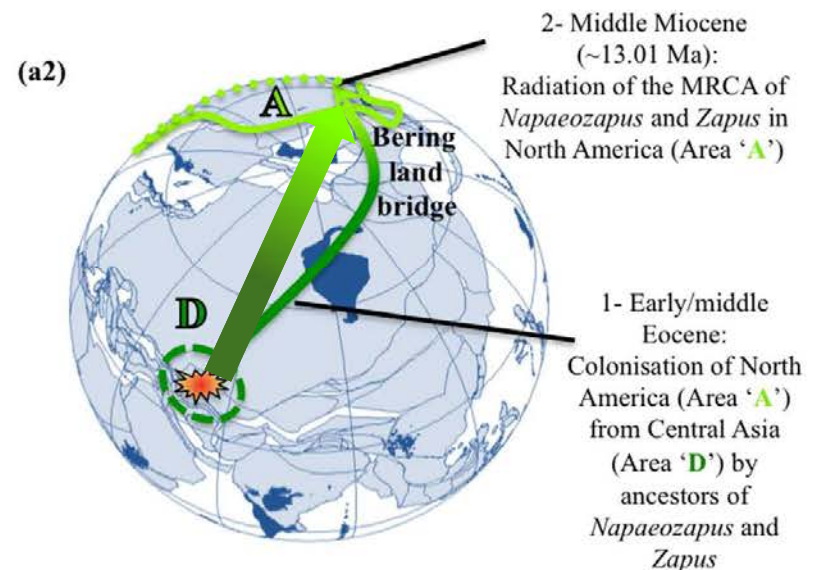 (a2)
A
Bering
land
bridge
D
2- Middle Miocene
(~13.01 Ma):
Radiation of the MRCA of
Napaeozapus and Zapus in
North America (Area ‘A’)
1- Early/middle
Eocene:
Colonisation of North
America (Area ‘A’)
from Central Asia
(Area ‘D’) by
ancestors of
Napaeozapus and
Zapus